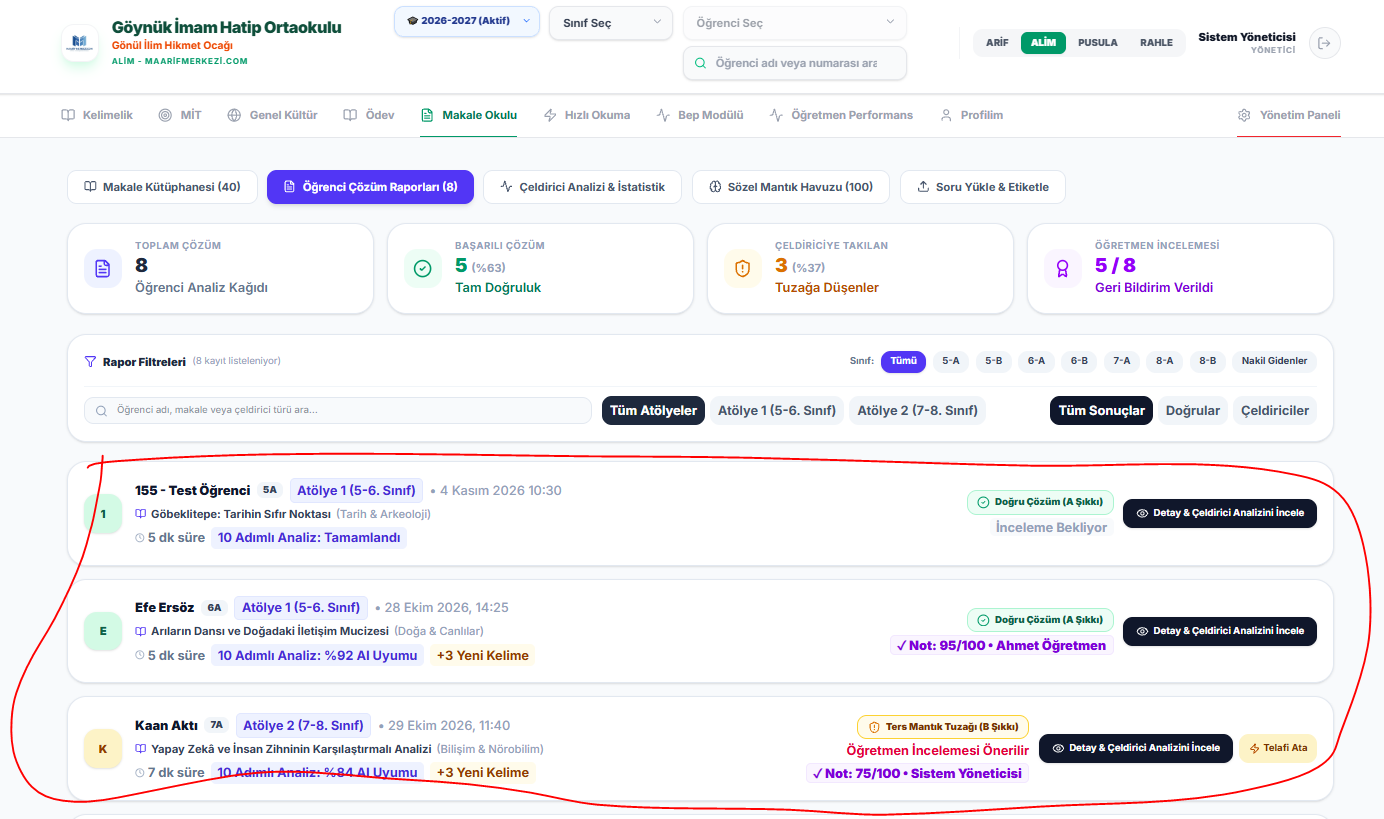 Göynük İmam Hatip Ortaokulu
Gönül İlim Hikmet Ocağı
ALİM - MAARİFMERKEZİ.COM
2026-2027 (Aktif)
Sınıf Seç
Öğrenci Seç
Öğrenci adı veya numarası ara
ARİF ALİM PUSULA RAHLE
Sistem Yöneticisi
YÖNETİCİ
Kelimelik MİT Genel Kültür Ödev Makale Okulu Hızlı Okuma Bep Modülü Öğretmen Performans Profilim Yönetim Paneli
Makale Kütüphanesi (40) Öğrenci Çözüm Raporları (8) Çeldirici Analizi & İstatistik Sözel Mantık Havuzu (100) Soru Yükle & Etiketle
TOPLAM ÇÖZÜM
8
Öğrenci Analiz Kağıdı
BAŞARILI ÇÖZÜM
5 (%63)
Tam Doğruluk
ÇELDİRİCİYE TAKILAN
3 (%37)
Tuzağa Düşenler
ÖĞRETMEN İNCELEMESİ
5 / 8
Geri Bildirim Verildi
Rapor Filtreleri (8 kayıt listeleniyor)
Sınıf: Tümü 5-A 5-B 6-A 6-B 7-A 8-A 8-B Nakil Gidenler
Öğrenci adı, makale veya çeldirici türü ara...
Tüm Atölyeler Atölye 1 (5-6. Sınıf) Atölye 2 (7-8. Sınıf)
Tüm Sonuçlar Doğrular Çeldiriciler
1
155 - Test Öğrenci 5A Atölye 1 (5-6. Sınıf) • 4 Kasım 2026 10:30
Göbeklitepe: Tarihin Sıfır Noktası (Tarih & Arkeoloji)
5 dk süre 10 Adımlı Analiz: Tamamlandı
Doğru Çözüm (A Şıkkı)
İnceleme Bekliyor
Detay & Çeldirici Analizini İncele
E
Efe Ersöz 6A Atölye 1 (5-6. Sınıf) • 28 Ekim 2026, 14:25
Arıların Dansı ve Doğadaki İletişim Mucizesi (Doğa & Canlılar)
5 dk süre 10 Adımlı Analiz: %92 AI Uyumu +3 Yeni Kelime
Doğru Çözüm (A Şıkkı)
✓ Not: 95/100 • Ahmet Öğretmen
Detay & Çeldirici Analizini İncele
K
Kaan Aktı 7A Atölye 2 (7-8. Sınıf) • 29 Ekim 2026, 11:40
Yapay Zekâ ve İnsan Zihninin Karşılaştırmalı Analizi (Bilişim & Nörobilim)
7 dk süre 10 Adımlı Analiz: %84 AI Uyumu +3 Yeni Kelime
Ters Mantık Tuzağı (B Şıkkı)
Öğretmen İncelemesi Önerilir
✓ Not: 75/100 • Sistem Yöneticisi
Detay & Çeldirici Analizini İncele
Telafi Ata